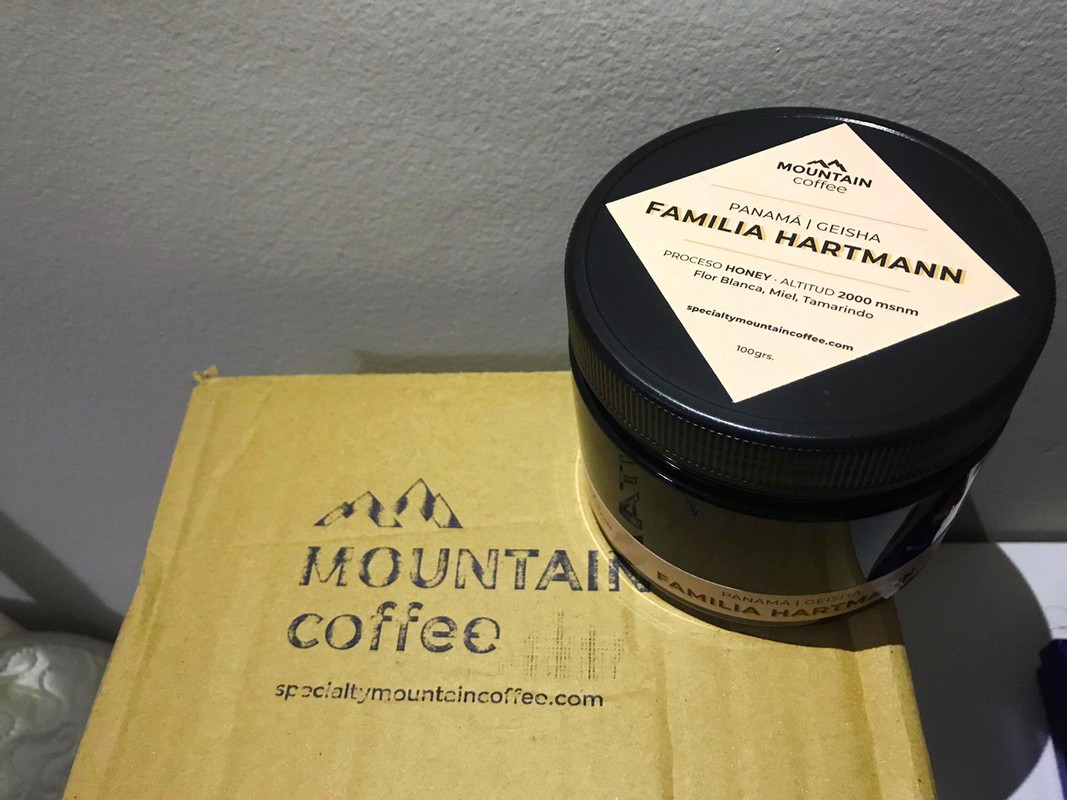 MOUNTAIN
coffee
PANAMÁ | GEISHA
FAMILIA HARTMANN
PROCESO HONEY · ALTITUD 2000 msnm
Flor Blanca, Miel, Tamarindo
specialtymountaincoffee.com
100grs.
PANAMÁ | GEISHA
FAMILIA HARTMA
MOUNTAIN
coffee
specialtymountaincoffee.com